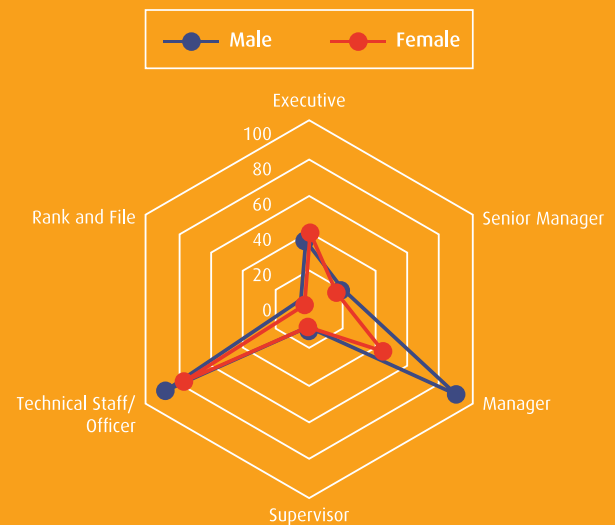 Male Female
Executive
100
80
60
40
20
0
Rank and File
Senior Manager
Technical Staff/
Officer
Manager
Supervisor